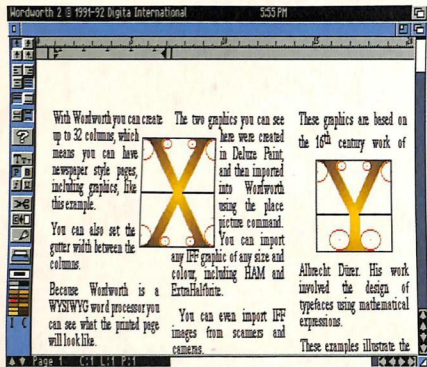 Wordworth 2 © 1991-92 Digita International 5:55 PM
With Wordworth you can create
up to 32 columns, which
means you can have
newspaper style pages,
including graphics, like
this example.
You can also set the
gutter width between the
columns.
Because Wordworth is a
WYSIWYG word processor you
can see what the printed page
will look like.
The two graphics you can see
here were created
in Deluxe Paint,
and then imported
into Wordworth
using the place
picture command.
You can import
any IFF graphic of any size and
colour, including HAM and
ExtraHalfbrite.
You can even import IFF
images from scanners and
cameras.
These graphics are based on
the 16th century work of
Albrecht Dürer. His work
involved the design of
typefaces using mathematical
expressions.
These examples illustrate the
Page 1 C:1 L:1 P:1